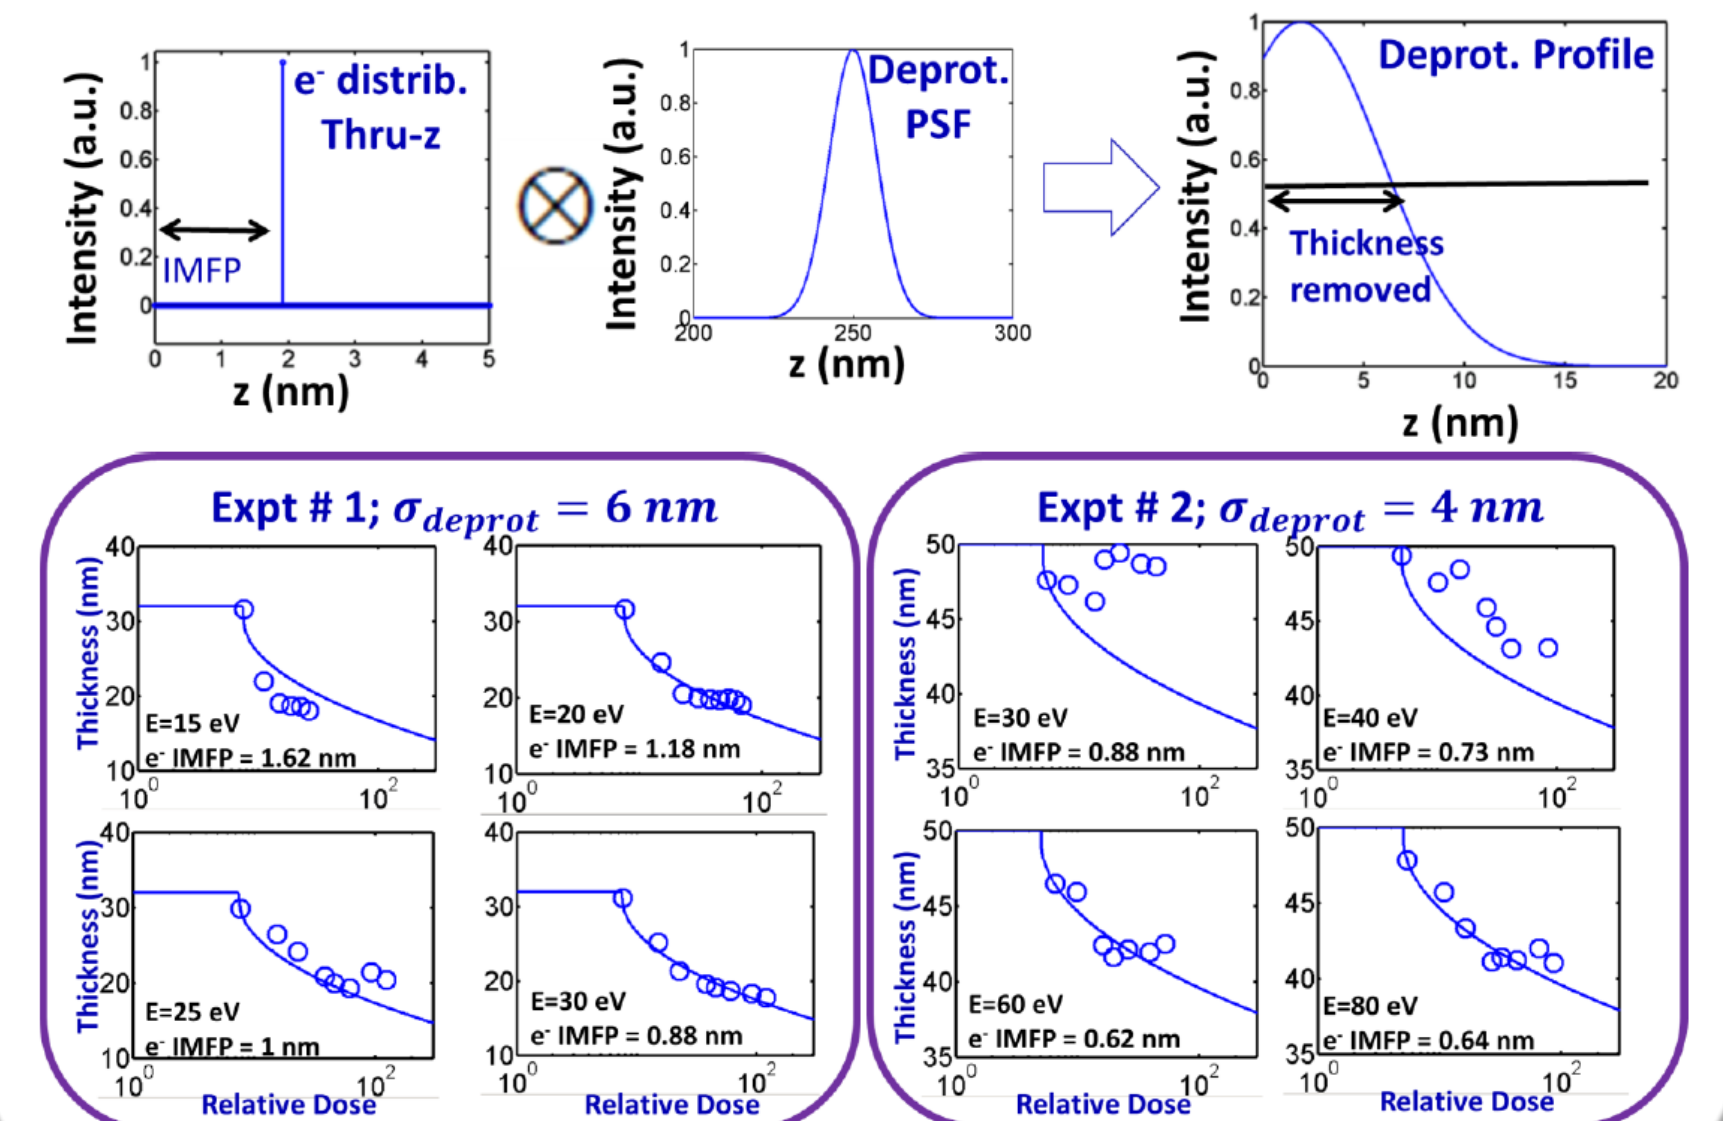 e⁻ distrib.
Thru-z
IMFP
Intensity (a.u.)
1
0.8
0.6
0.4
0.2
0
0 1 2 3 4 5
z (nm)
Deprot.
PSF
Intensity (a.u.)
1
0.8
0.6
0.4
0.2
0
200 250 300
z (nm)
Deprot. Profile
Thickness
removed
Intensity (a.u.)
1
0.8
0.6
0.4
0.2
0
0 5 10 15 20
z (nm)
Expt # 1; σ_deprot = 6 nm
Thickness (nm)
40
30
20
10
E=15 eV
e⁻ IMFP = 1.62 nm
10⁰ 10²
40
30
20
10
E=20 eV
e⁻ IMFP = 1.18 nm
10⁰ 10²
Thickness (nm)
40
30
20
10
E=25 eV
e⁻ IMFP = 1 nm
10⁰ 10²
Relative Dose
40
30
20
10
E=30 eV
e⁻ IMFP = 0.88 nm
10⁰ 10²
Relative Dose
Expt # 2; σ_deprot = 4 nm
Thickness (nm)
50
45
40
35
E=30 eV
e⁻ IMFP = 0.88 nm
10⁰ 10²
50
45
40
35
E=40 eV
e⁻ IMFP = 0.73 nm
10⁰ 10²
Thickness (nm)
50
45
40
35
E=60 eV
e⁻ IMFP = 0.62 nm
10⁰ 10²
Relative Dose
50
45
40
35
E=80 eV
e⁻ IMFP = 0.64 nm
10⁰ 10²
Relative Dose